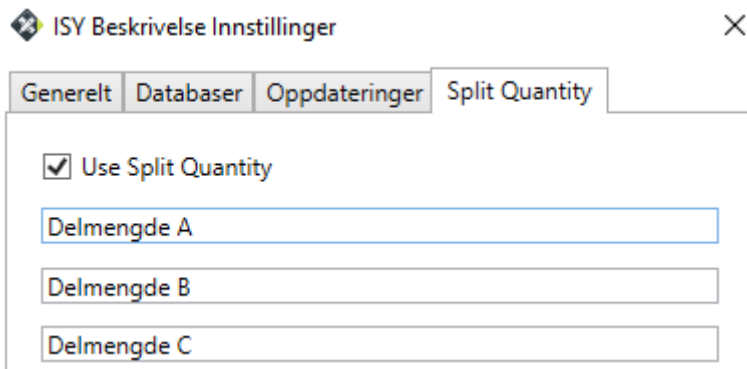 ISY Beskrivelse Innstillinger
Generelt Databaser Oppdateringer Split Quantity
Use Split Quantity
Delmengde A
Delmengde B
Delmengde C